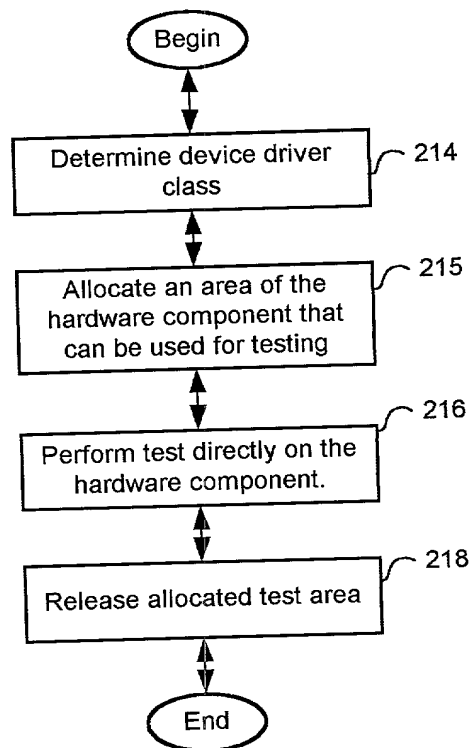 Begin
Determine device driver
class
214
Allocate an area of the
hardware component that
can be used for testing
215
Perform test directly on the
hardware component.
216
Release allocated test area
218
End